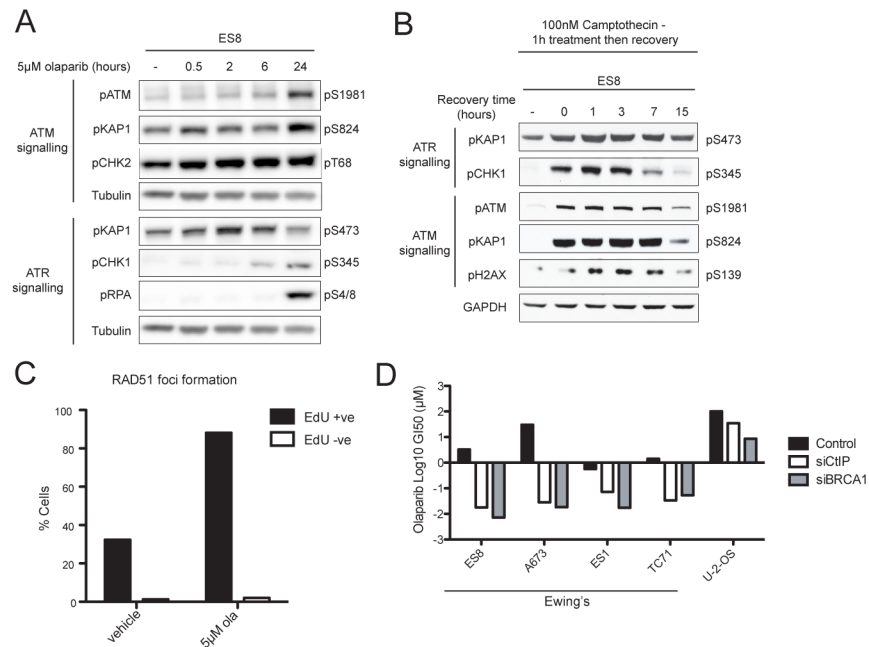 A
ES8
5µM olaparib (hours) - 0.5 2 6 24
ATM
signalling
pATM pS1981
pKAP1 pS824
pCHK2 pT68
Tubulin
ATR
signalling
pKAP1 pS473
pCHK1 pS345
pRPA pS4/8
Tubulin
B
100nM Camptothecin -
1h treatment then recovery
ES8
Recovery time
(hours)
- 0 1 3 7 15
ATR
signalling
pKAP1 pS473
pCHK1 pS345
ATM
signalling
pATM pS1981
pKAP1 pS824
pH2AX pS139
GAPDH
C
RAD51 foci formation
% Cells
100
80
60
40
20
0
EdU +ve
EdU -ve
vehicle
5µM ola
D
Olaparib Log10 GI50 (µM)
3
2
1
0
-1
-2
-3
Control
siCtIP
siBRCA1
ES8
A673
ES1
TC71
U-2-OS
Ewing's